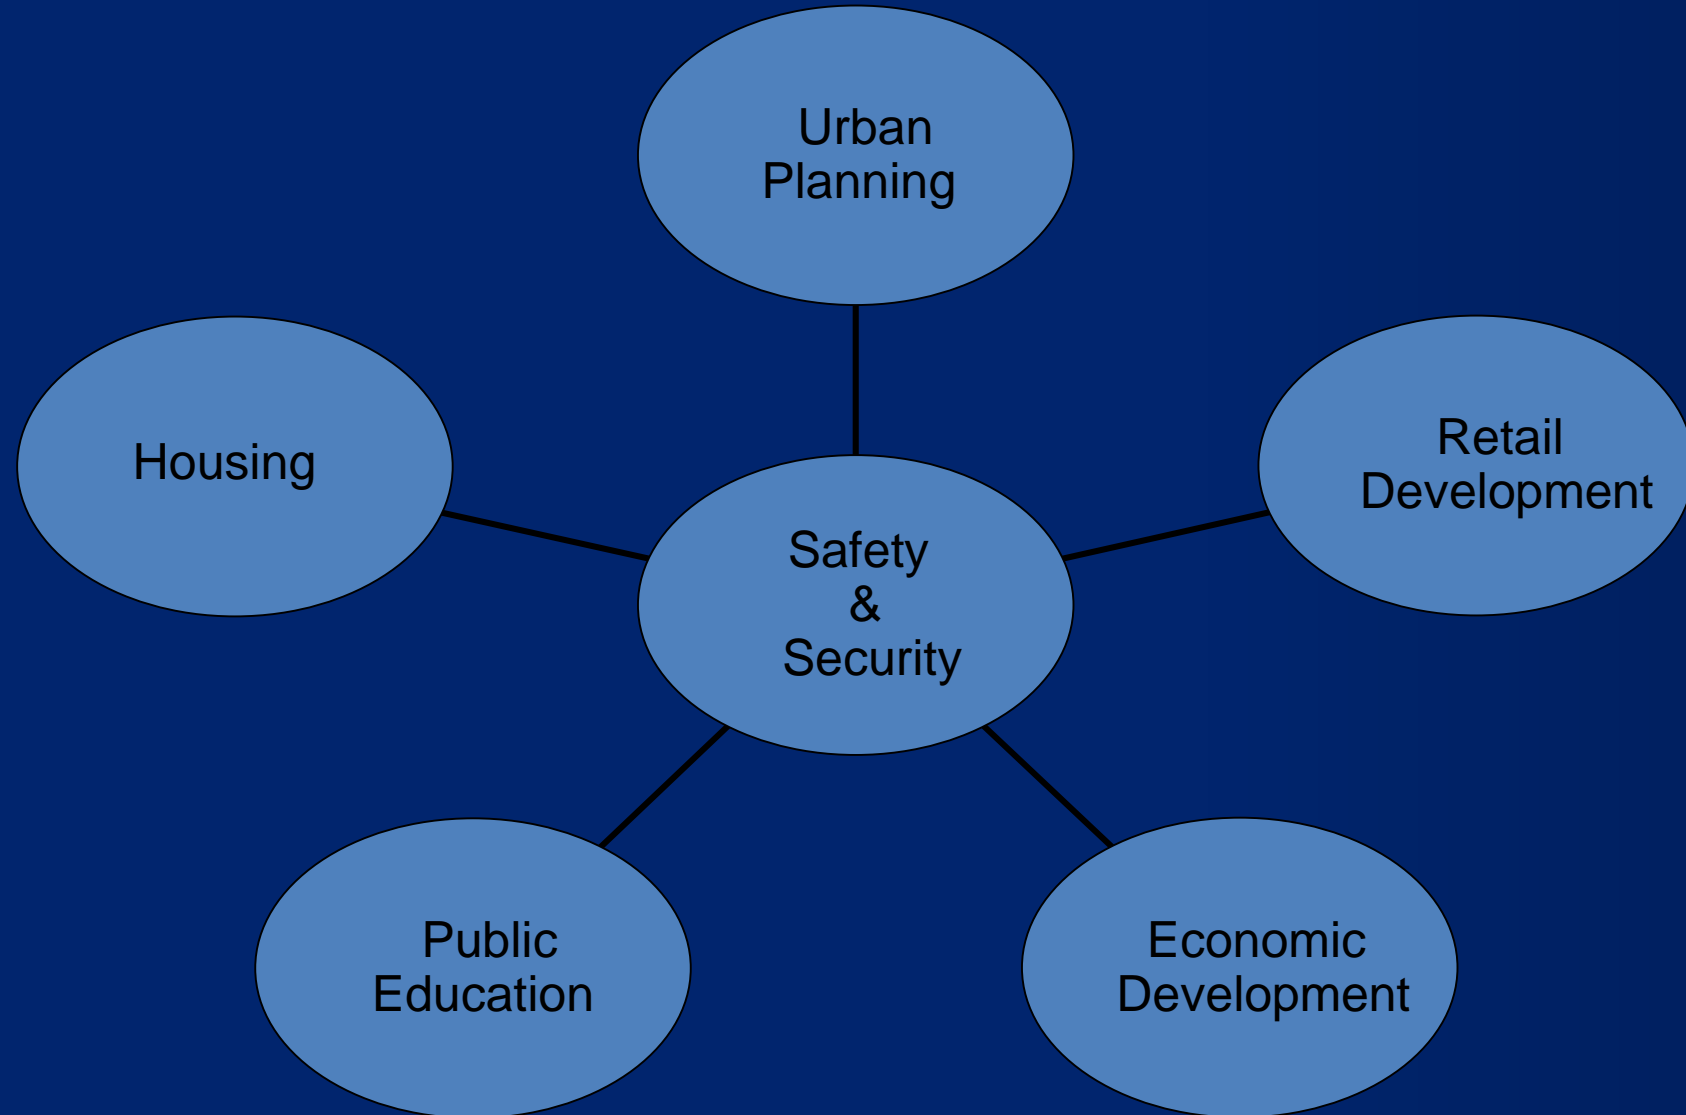 Urban
Planning
Housing
Retail
Development
Safety
&
Security
Public
Education
Economic
Development